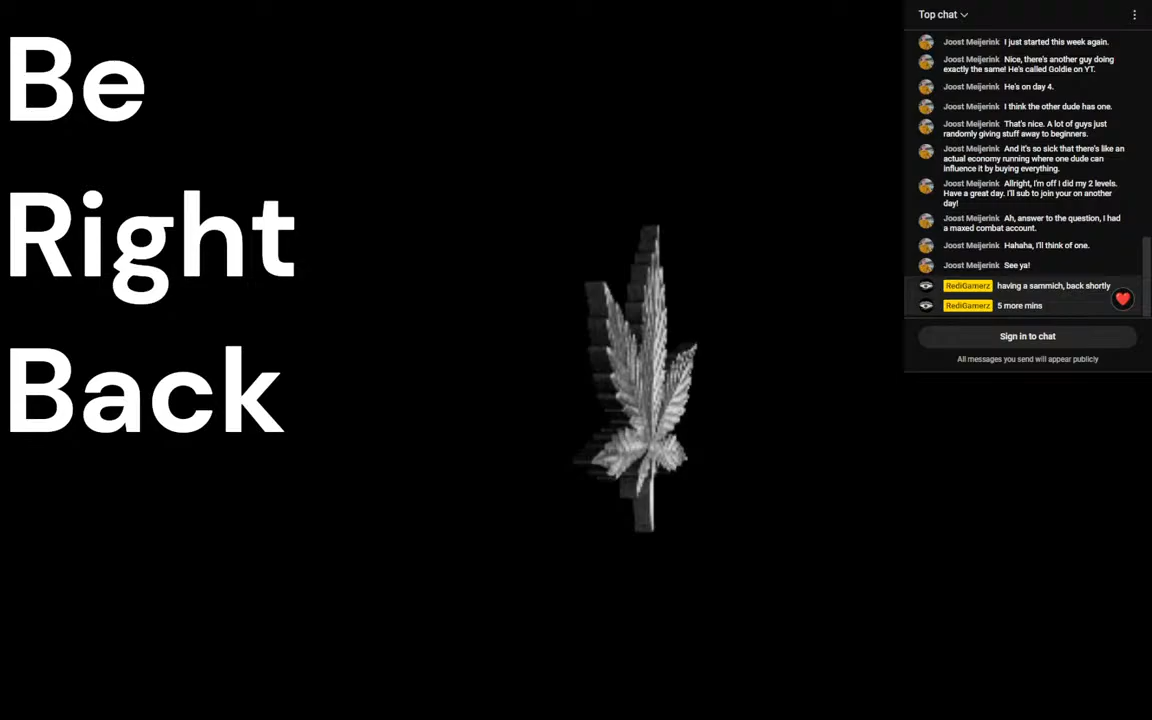 Be
Right
Back
Top chat
Joost Meijerink I just started this week again.
Joost Meijerink Nice, there's another guy doing
exactly the same! He's called Goldie on YT.
Joost Meijerink He's on day 4.
Joost Meijerink I think the other dude has one.
Joost Meijerink That's nice. A lot of guys just
randomly giving stuff away to beginners.
Joost Meijerink And it's so sick that there's like an
actual economy running where one dude can
influence it by buying everything.
Joost Meijerink Allright, I'm off I did my 2 levels.
Have a great day. I'll sub to join your on another
day!
Joost Meijerink Ah, answer to the question, I had
a maxed combat account.
Joost Meijerink Hahaha, I'll think of one.
Joost Meijerink See ya!
RediGamerz having a sammich, back shortly
RediGamerz 5 more mins
Sign in to chat
All messages you send will appear publicly